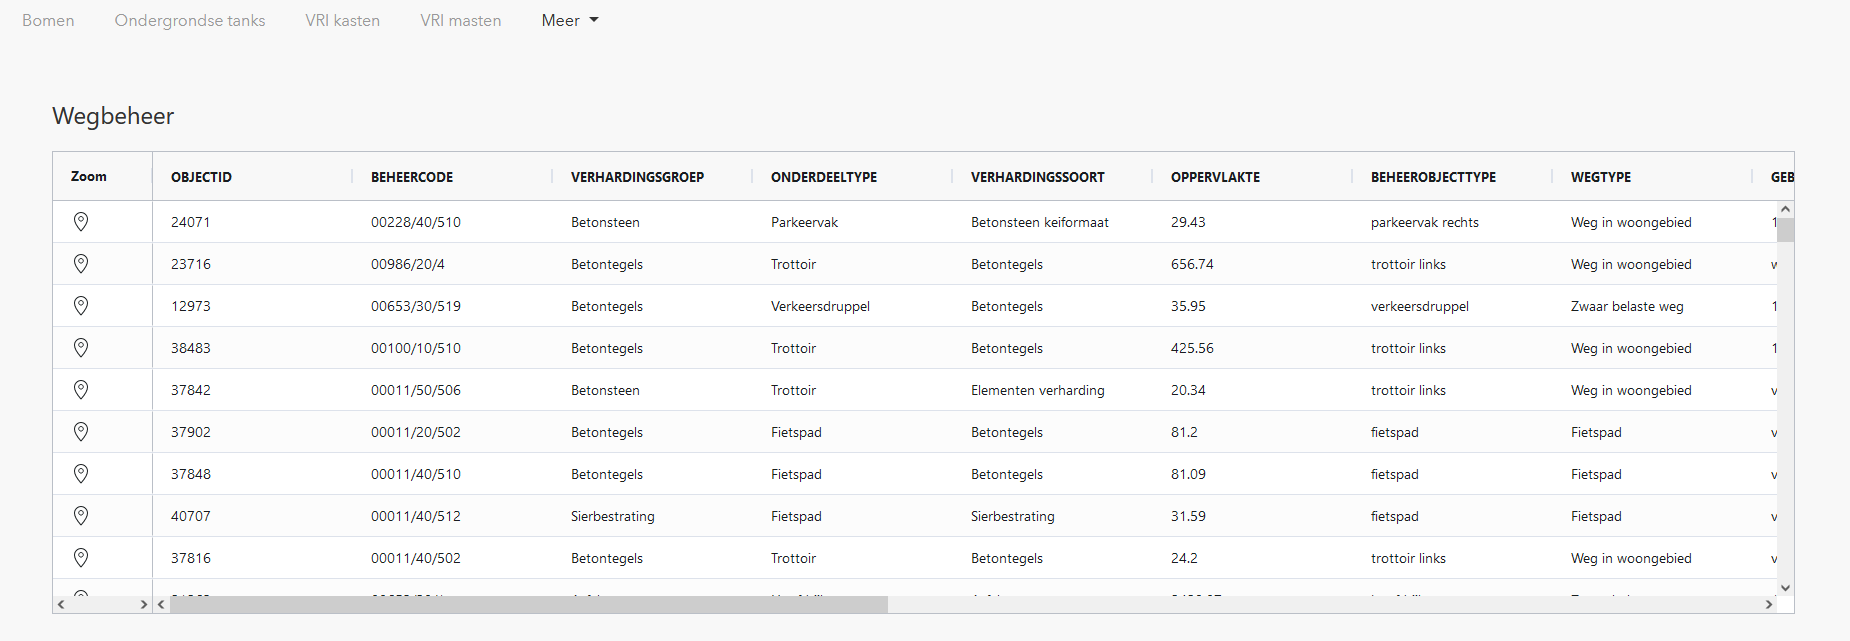 Bomen Ondergrondse tanks VRI kasten VRI masten Meer
Wegbeheer
Zoom OBJECTID BEHEERCODE VERHARDINGSGROEP ONDERDEELTYPE VERHARDINGSSOORT OPPERVLAKTE BEHEEROBJECTTYPE WEGTYPE GEB
24071 00228/40/510 Betonsteen Parkeervak Betonsteen keiformaat 29.43 parkeervak rechts Weg in woongebied 1
23716 00986/20/4 Betontegels Trottoir Betontegels 656.74 trottoir links Weg in woongebied
12973 00653/30/519 Betontegels Verkeersdruppel Betontegels 35.95 verkeersdruppel Zwaar belaste weg 1
38483 00100/10/510 Betontegels Trottoir Betontegels 425.56 trottoir links Weg in woongebied 1
37842 00011/50/506 Betonsteen Trottoir Elementen verharding 20.34 trottoir links Weg in woongebied v
37902 00011/20/502 Betontegels Fietspad Betontegels 81.2 fietspad Fietspad v
37848 00011/40/510 Betontegels Fietspad Betontegels 81.09 fietspad Fietspad v
40707 00011/40/512 Sierbestrating Fietspad Sierbestrating 31.59 fietspad Fietspad v
37816 00011/40/502 Betontegels Trottoir Betontegels 24.2 trottoir links Weg in woongebied v